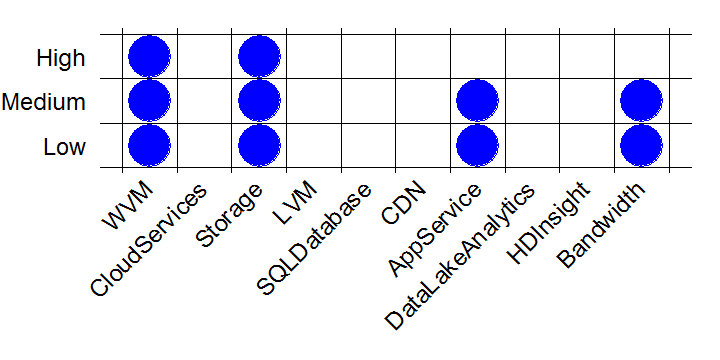 High
Medium
Low
WVM
CloudServices
Storage
LVM
SQLDatabase
CDN
AppService
DataLakeAnalytics
HDInsight
Bandwidth